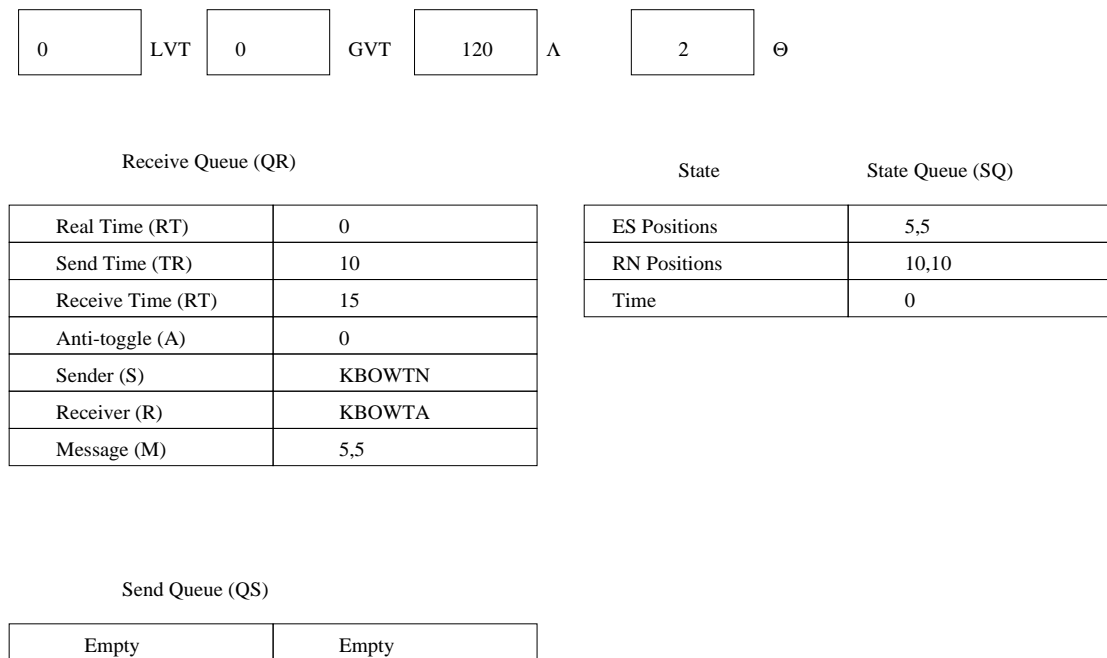 0 LVT 0 GVT 120 Λ 2 Θ
Receive Queue (QR)
Real Time (RT) 0
Send Time (TR) 10
Receive Time (RT) 15
Anti-toggle (A) 0
Sender (S) KBOWTN
Receiver (R) KBOWTA
Message (M) 5,5
State State Queue (SQ)
ES Positions 5,5
RN Positions 10,10
Time 0
Send Queue (QS)
Empty Empty